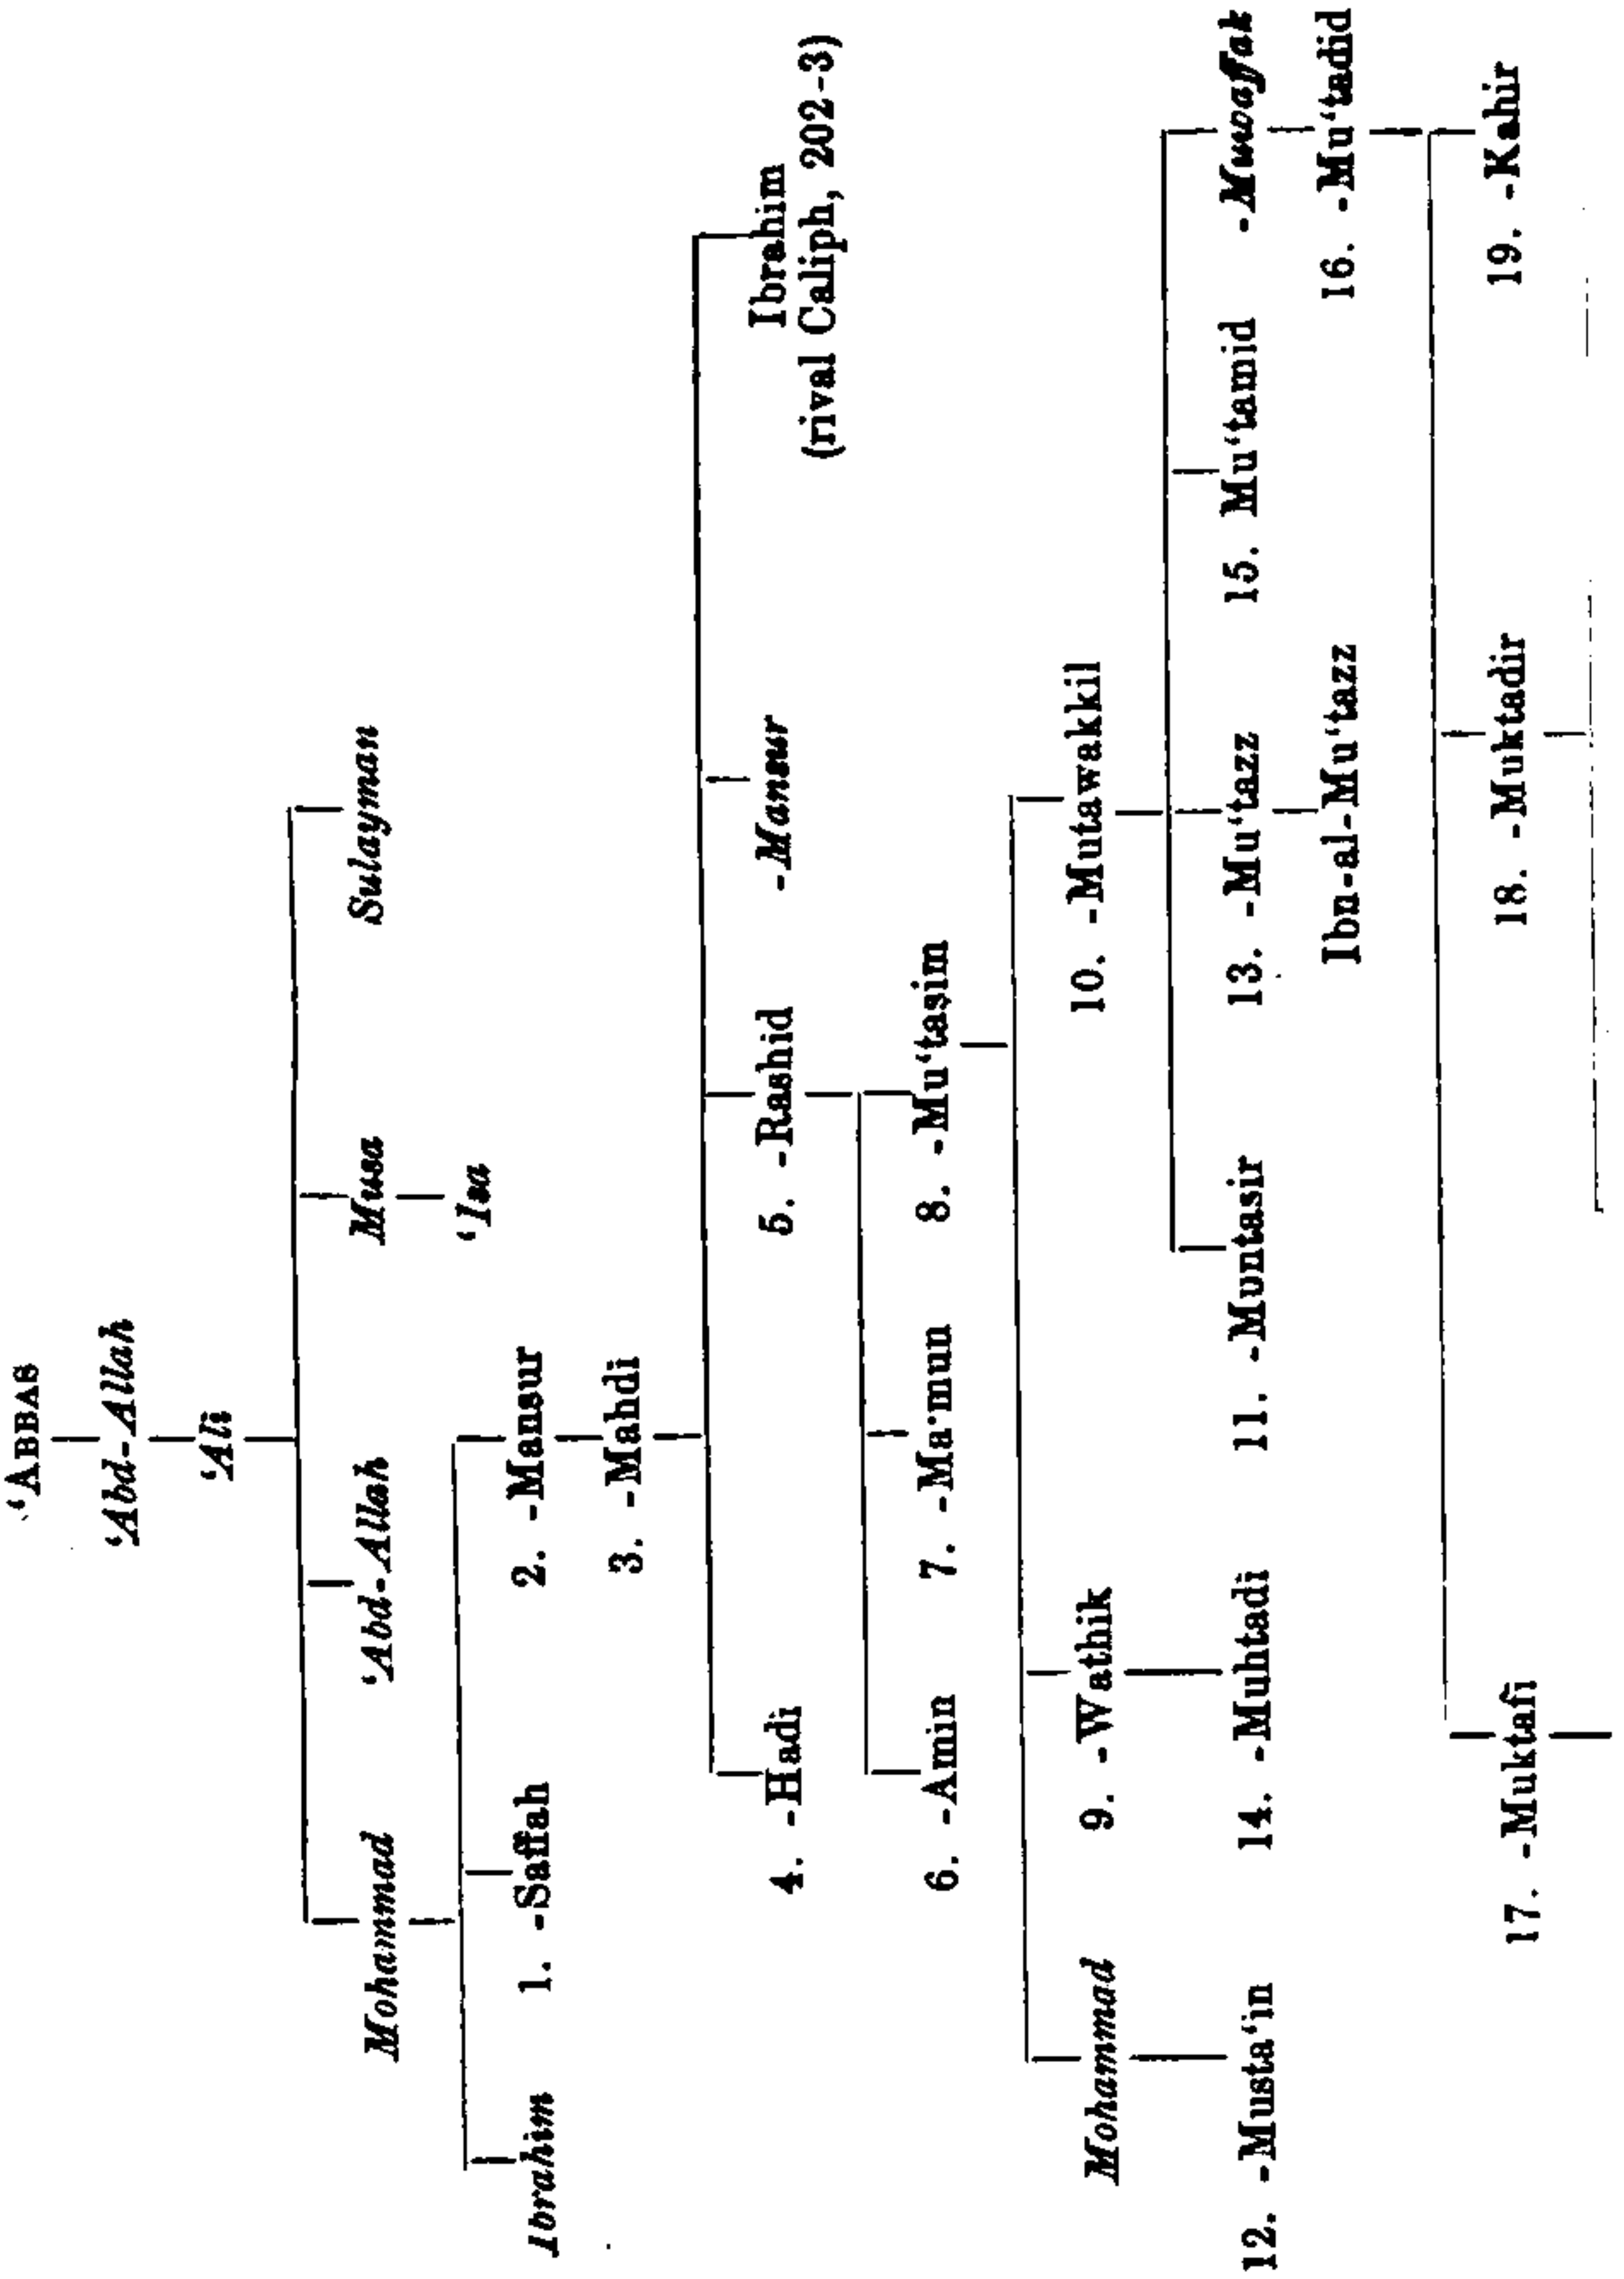 ‘ABBAS
‘Abd-Allah
‘Ali
Mohammad ‘Abd-Allah Musa Sulayman
‘Isa
Ibrahim 1. -Saffah 2. -Mansur
3. -Mahdi
4. -Hadi 5. -Rashid -Mansur Ibrahim
(rival Caliph, 202-3)
6. -Amin 7. -Ma'mun 8. -Mu‘taṣim
Mohammad 9. -Wathik 10. -Mutawakkil
12. -Musta‘in 14. -Muhtadi 11. -Muntasir 13. -Mu‘tazz 15. Mu‘tamid -Muwaffak
Ibn-al-Mu‘tazz 16. -Mu‘tadid
17. -Muktafi 18. -Muktadir 19. -Kahir